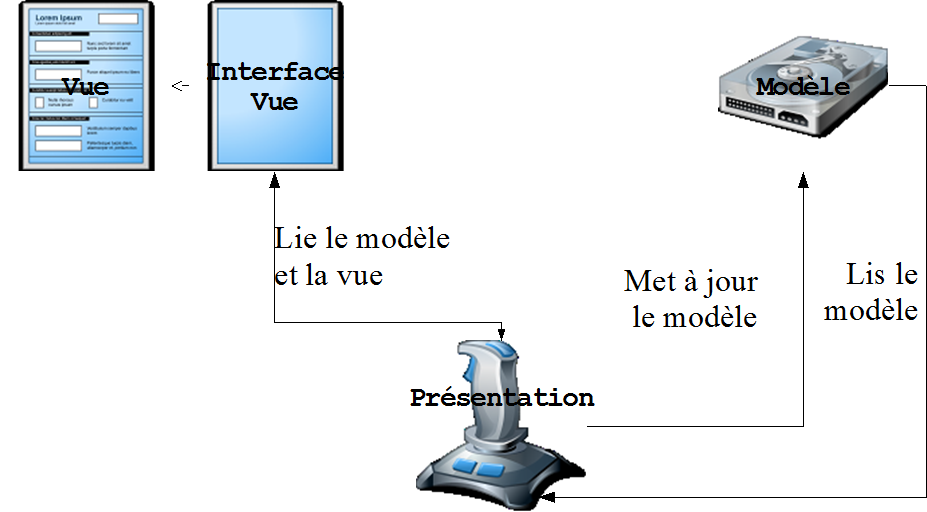 Lorem Ipsum
Vue
Interface
Vue
Modèle
Lie le modèle
et la vue
Met à jour
le modèle
Lis le
modèle
Présentation